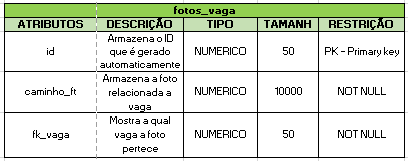 fotos_vaga
ATRIBUTOS DESCRIÇÃO TIPO TAMANH RESTRIÇÃO
id Armazena o ID que é gerado automaticamente NUMERICO 50 PK - Primary key
caminho_ft Armazena a foto relacionada a vaga NUMERICO 10000 NOT NULL
fk_vaga Mostra a qual vaga a foto pertece NUMERICO 50 NOT NULL